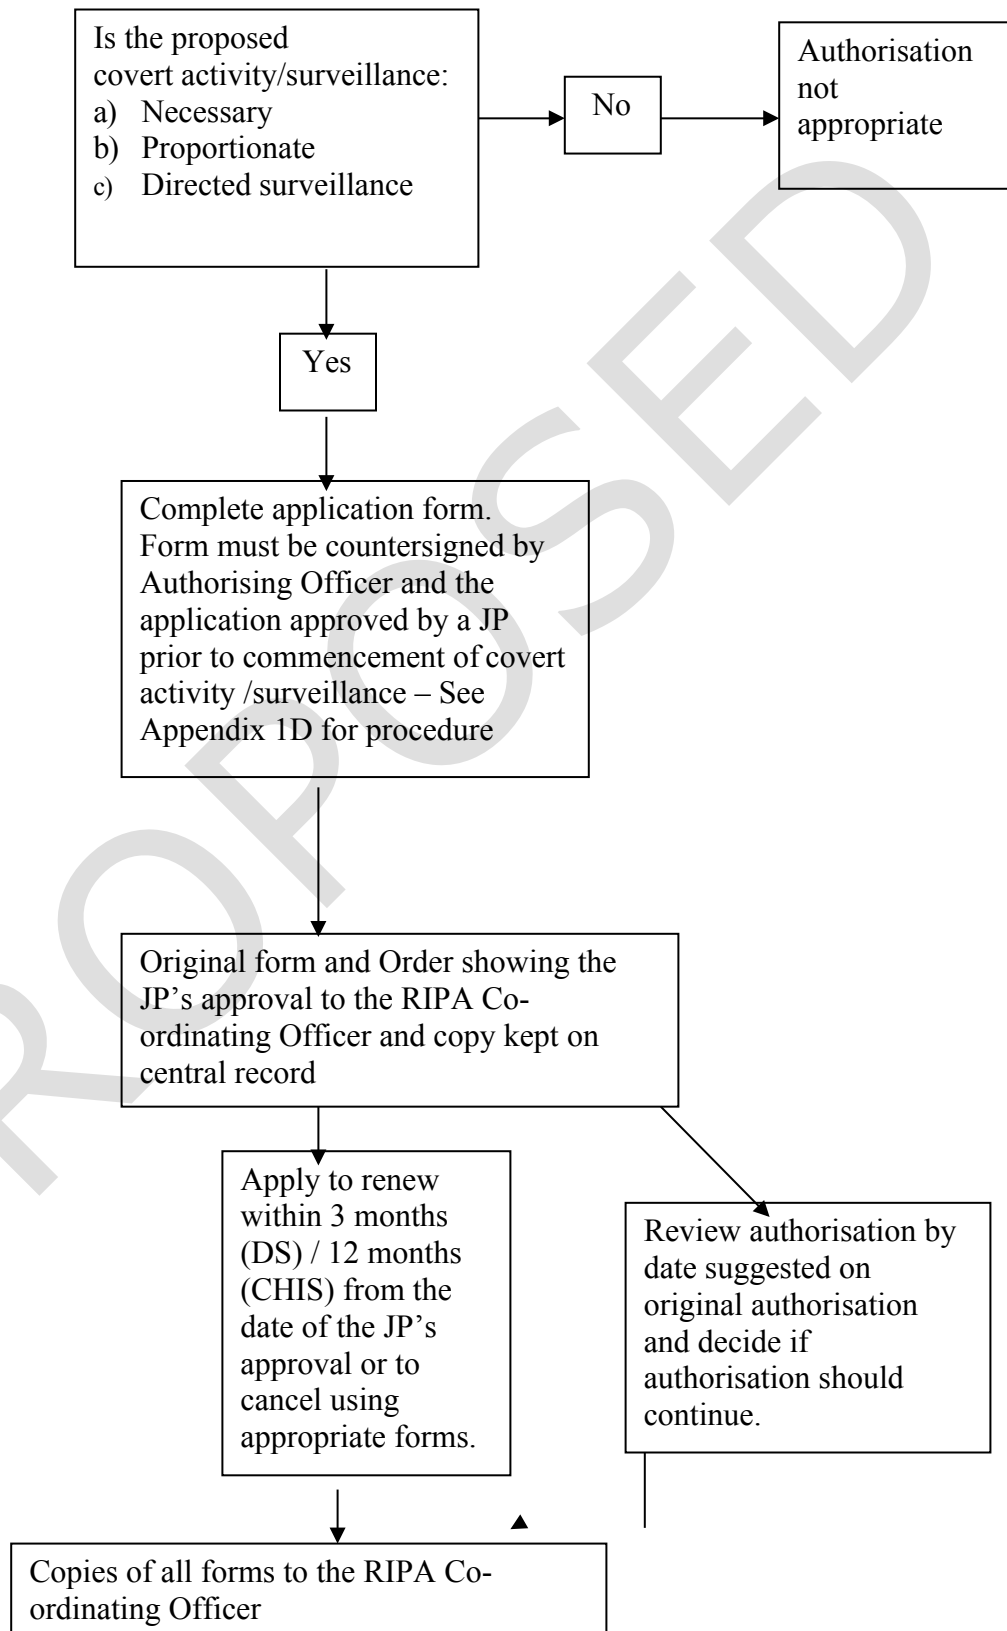 Is the proposed
covert activity/surveillance:
a) Necessary
b) Proportionate
c) Directed surveillance
No
Authorisation
not
appropriate
Yes
Complete application form.
Form must be countersigned by
Authorising Officer and the
application approved by a JP
prior to commencement of covert
activity /surveillance – See
Appendix 1D for procedure
Original form and Order showing the
JP’s approval to the RIPA Co-
ordinating Officer and copy kept on
central record
Apply to renew
within 3 months
(DS) / 12 months
(CHIS) from the
date of the JP’s
approval or to
cancel using
appropriate forms.
Review authorisation by
date suggested on
original authorisation
and decide if
authorisation should
continue.
Copies of all forms to the RIPA Co-
ordinating Officer
ROPOSED